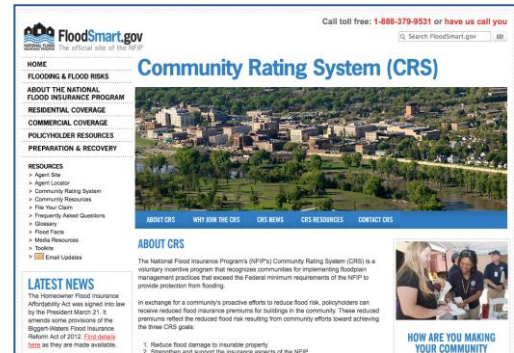 Call toll free: 1-888-379-9531 or have us call you
FloodSmart.gov
The official site of the NFIP
Search FloodSmart.gov
HOME
FLOODING & FLOOD RISKS
ABOUT THE NATIONAL
FLOOD INSURANCE PROGRAM
RESIDENTIAL COVERAGE
COMMERCIAL COVERAGE
POLICYHOLDER RESOURCES
PREPARATION & RECOVERY
RESOURCES
> Agent Site
> Agent Locator
> Community Rating System
> Community Resources
> File Your Claim
> Frequently Asked Questions
> Glossary
> Flood Facts
> Media Resources
> Toolkits
> Email Updates
LATEST NEWS
The Homeowner Flood Insurance
Affordability Act was signed into law
by the President March 21. It
amends some provisions of the
Biggert-Waters Flood Insurance
Reform Act of 2012. Find details
here as they are made available.
Community Rating System (CRS)
ABOUT CRS WHY JOIN THE CRS CRS NEWS CRS RESOURCES CONTACT CRS
ABOUT CRS
The National Flood Insurance Program's (NFIP's) Community Rating System (CRS) is a
voluntary incentive program that recognizes communities for implementing floodplain
management practices that exceed the Federal minimum requirements of the NFIP to
provide protection from flooding.
In exchange for a community's proactive efforts to reduce flood risk, policyholders can
receive reduced flood insurance premiums for buildings in the community. These reduced
premiums reflect the reduced flood risk resulting from community efforts toward achieving
the three CRS goals:
1. Reduce flood damage to insurable property
2. Strengthen and support the insurance aspects of the NFIP
HOW ARE YOU MAKING
YOUR COMMUNITY